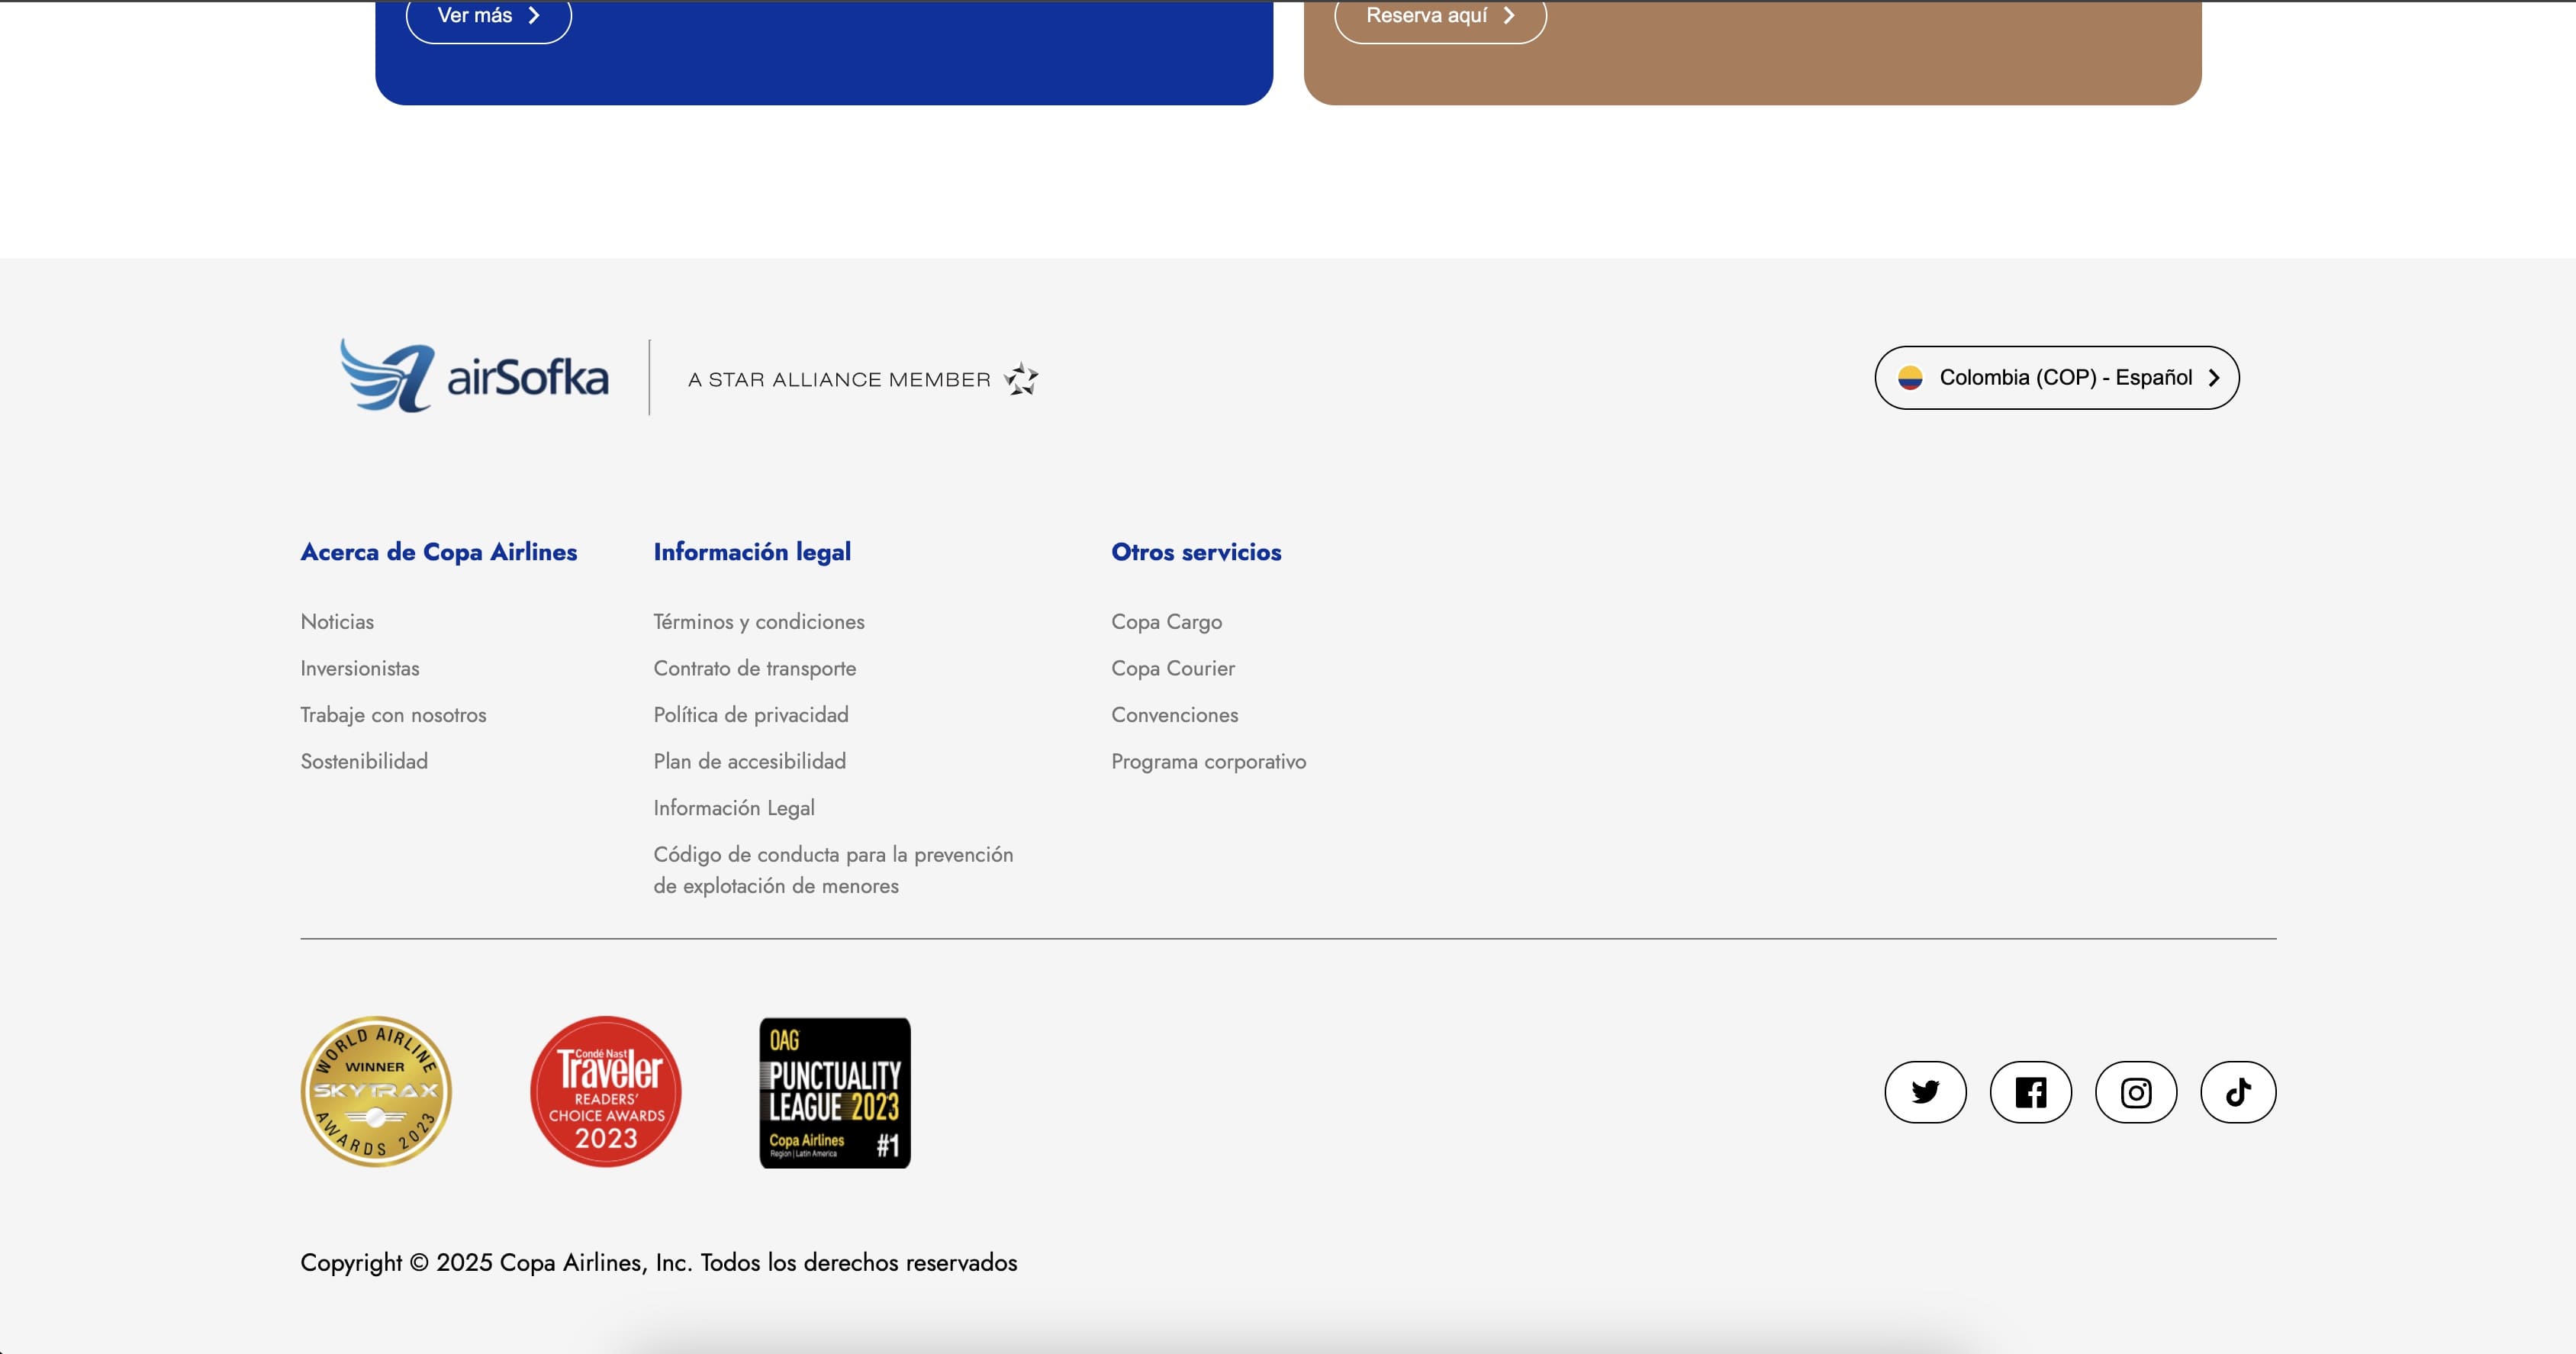 Ver más
Reserva aquí
airSofka
A STAR ALLIANCE MEMBER
Colombia (COP) - Español
Acerca de Copa Airlines
Noticias
Inversionistas
Trabaje con nosotros
Sostenibilidad
Información legal
Términos y condiciones
Contrato de transporte
Política de privacidad
Plan de accesibilidad
Información Legal
Código de conducta para la prevención
de explotación de menores
Otros servicios
Copa Cargo
Copa Courier
Convenciones
Programa corporativo
WORLD AIRLINE
WINNER
SKYTRAX
AWARDS 2023
Condé Nast
Traveler
READERS'
CHOICE AWARDS
2023
OAG
PUNCTUALITY
LEAGUE 2023
Copa Airlines
Region | Latin America
#1
Copyright © 2025 Copa Airlines, Inc. Todos los derechos reservados